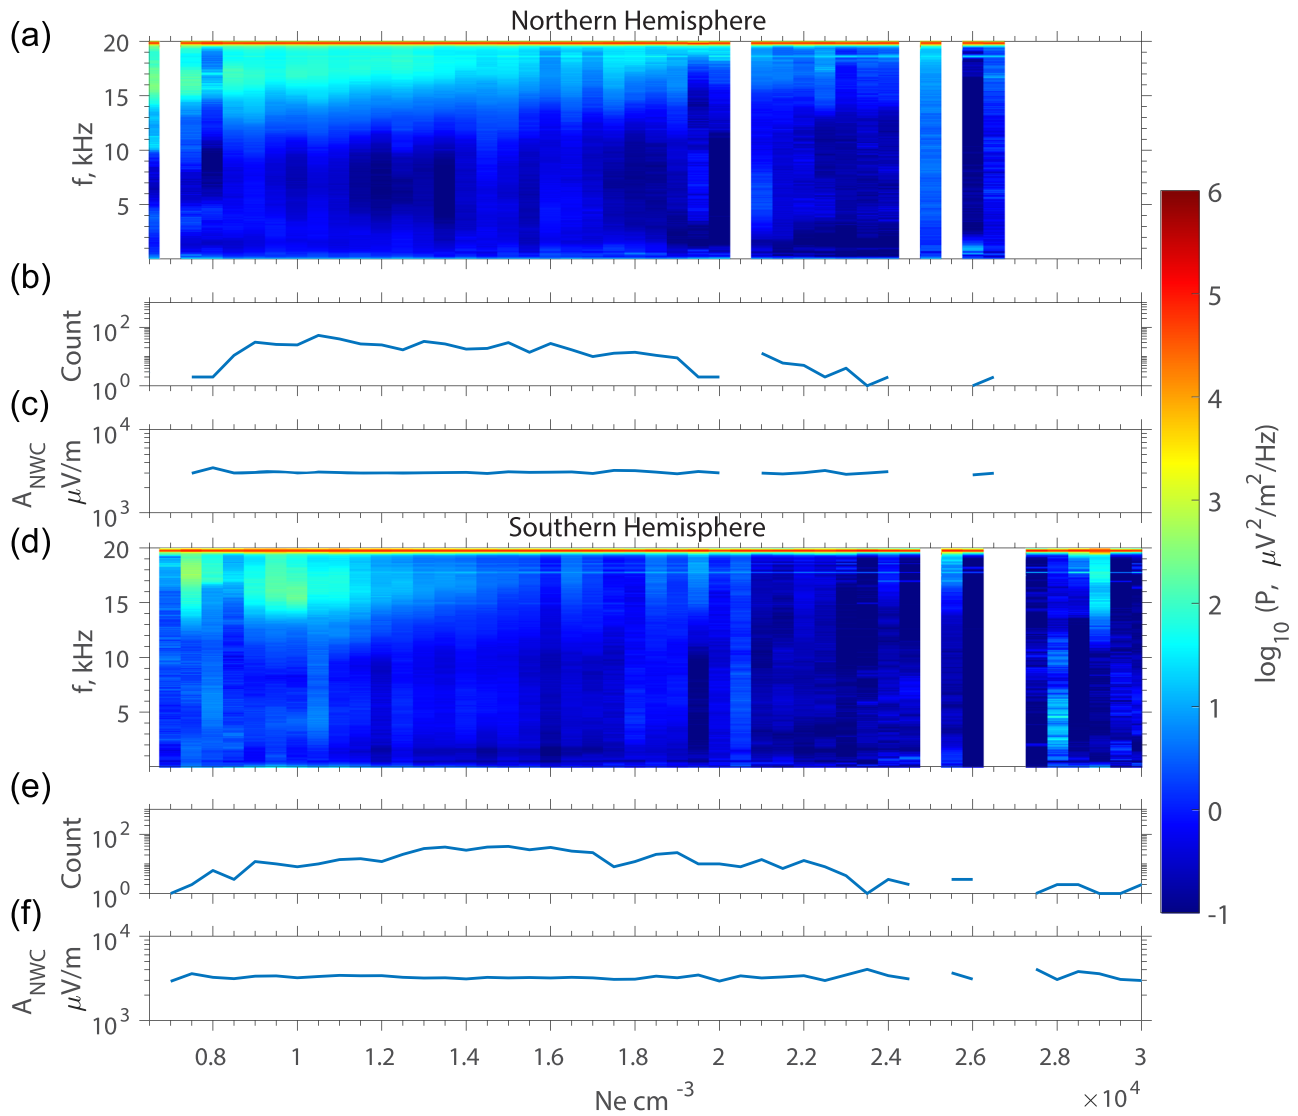 (a)
Northern Hemisphere
20
15
10
5
f, kHz
(b)
10^2
10^0
Count
(c)
10^4
10^3
A_NWC
μV/m
Southern Hemisphere
(d)
20
15
10
5
f, kHz
(e)
10^2
10^0
Count
(f)
10^4
10^3
A_NWC
μV/m
0.8 1 1.2 1.4 1.6 1.8 2 2.2 2.4 2.6 2.8 3
Ne cm^-3
×10^4
6
5
4
3
2
1
0
-1
log_10 (P, μV^2/m^2/Hz)